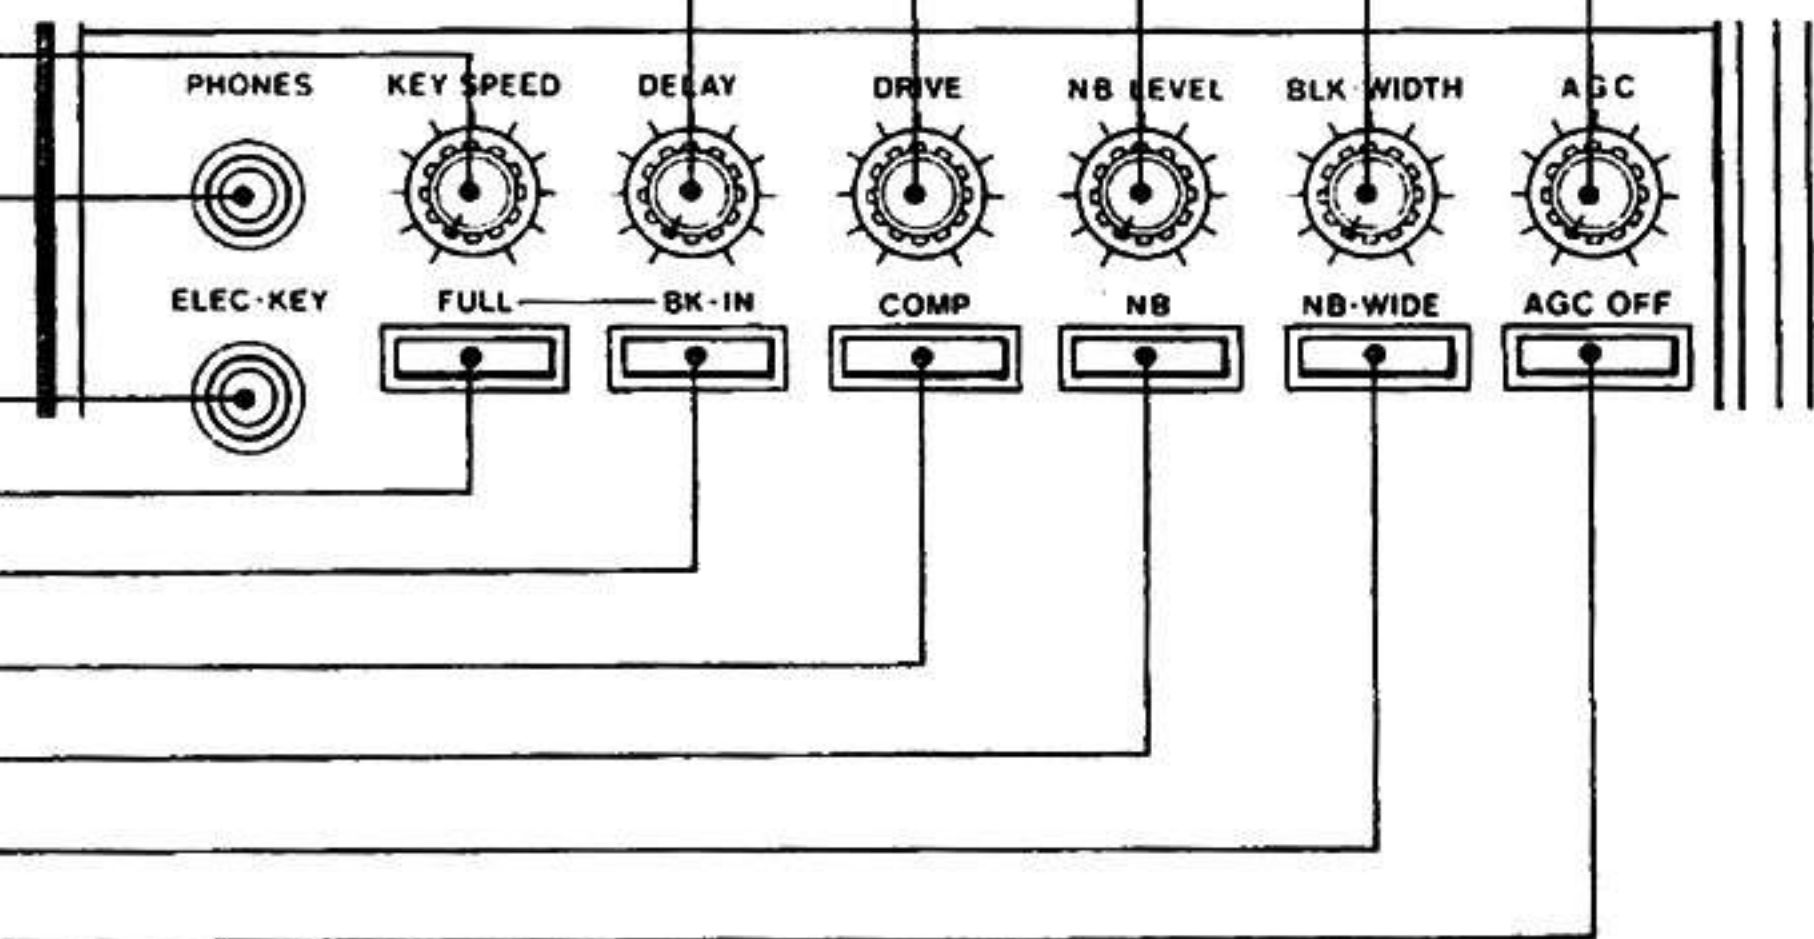 PHONES KEY SPEED DELAY DRIVE NB LEVEL BLK·WIDTH AGC
ELEC·KEY FULL BK-IN COMP NB NB·WIDE AGC OFF